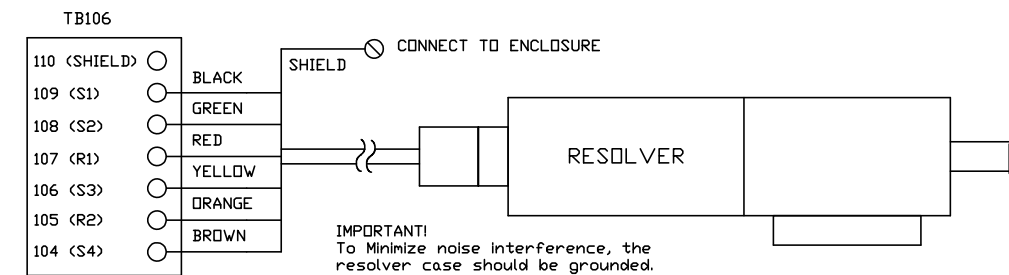 TB106
110 (SHIELD)
CONNECT TO ENCLOSURE
SHIELD
BLACK
109 (S1)
GREEN
108 (S2)
RED
107 (R1)
YELLOW
106 (S3)
ORANGE
105 (R2)
BROWN
104 (S4)
RESOLVER
IMPORTANT!
To Minimize noise interference, the
resolver case should be grounded.